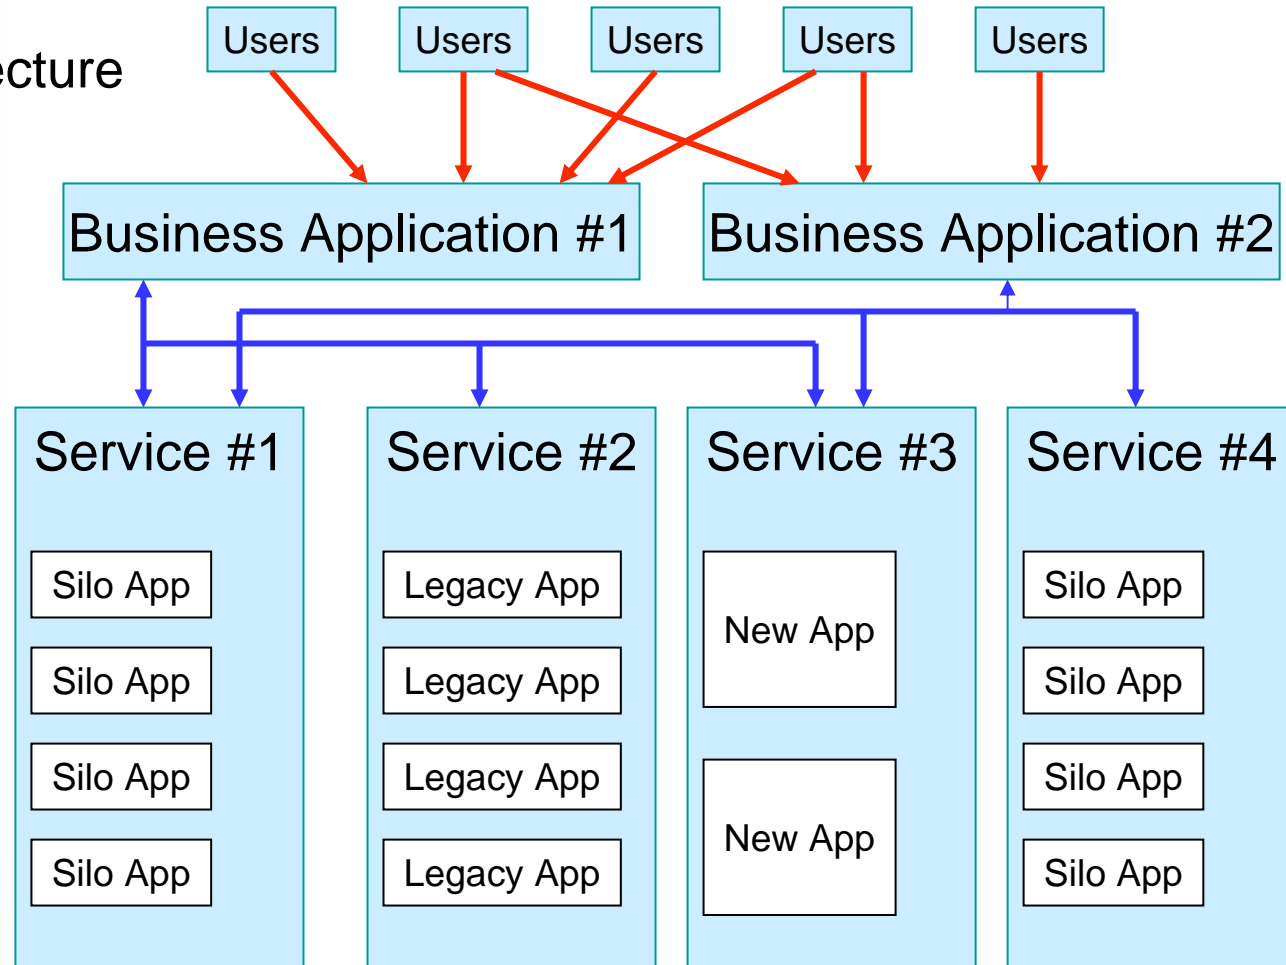 Users Users Users Users Users
ecture
Business Application #1 Business Application #2
Service #1 Service #2 Service #3 Service #4
Silo App Legacy App New App Silo App
Silo App Legacy App Silo App
Silo App Legacy App New App Silo App
Silo App Legacy App Silo App